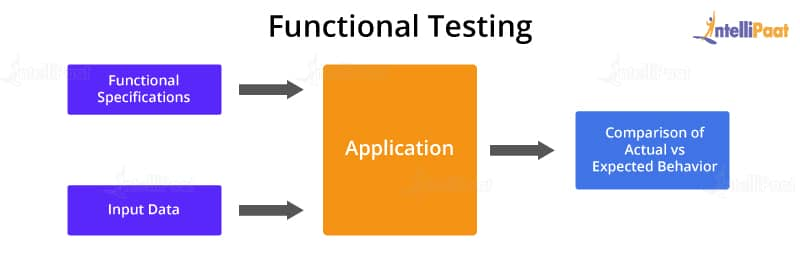 Functional Testing
IntelliPaat
Functional
Specifications
Application
Comparison of
Actual vs
Expected Behavior
Input Data